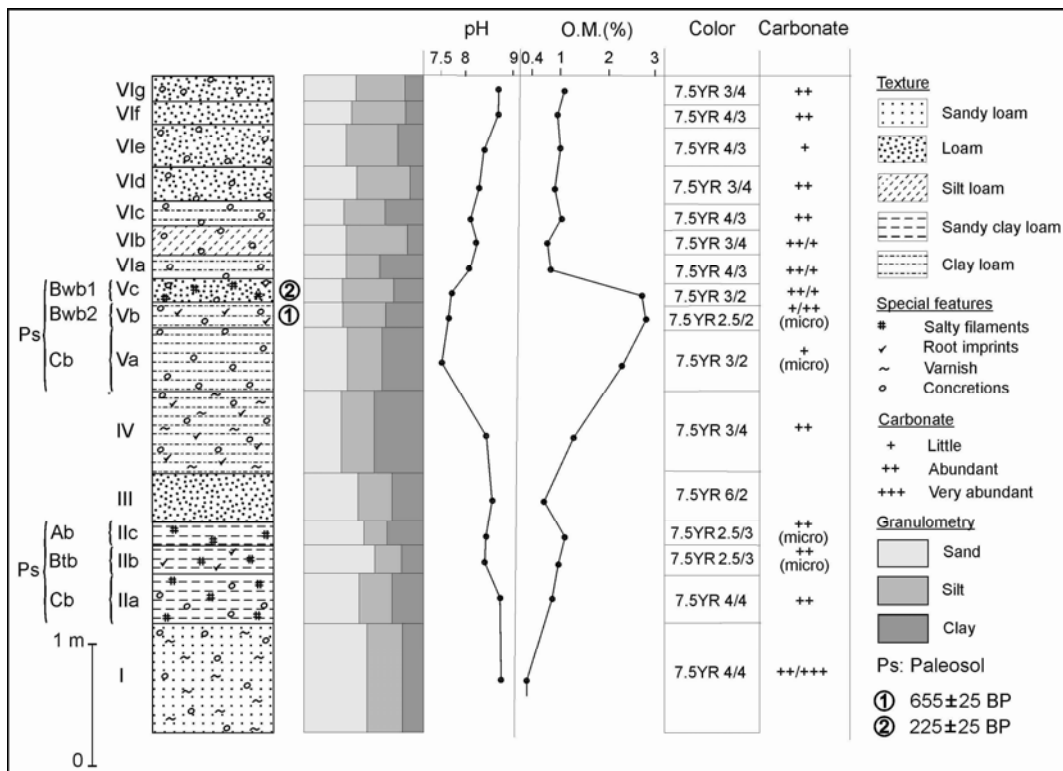 pH O.M.(%) Color Carbonate
7.5 8 9 0.4 1 2 3
VIg 7.5YR 3/4 ++
VIf 7.5YR 4/3 ++
VIe 7.5YR 4/3 +
VId 7.5YR 3/4 ++
VIc 7.5YR 4/3 ++
VIb 7.5YR 3/4 ++/+
VIa 7.5YR 4/3 ++/+
Bwb1 Vc 2 7.5YR 3/2 ++/+
Bwb2 Vb 1 7.5YR 2.5/2 +/++
(micro)
Ps
Cb Va 7.5YR 3/2 +
(micro)
IV 7.5YR 3/4 ++
III 7.5YR 6/2
Ab IIc 7.5YR 2.5/3 ++
(micro)
Ps Btb IIb 7.5YR 2.5/3 ++
(micro)
Cb IIa 7.5YR 4/4 ++
I 7.5YR 4/4 ++/+++
1 m
0
Texture
Sandy loam
Loam
Silt loam
Sandy clay loam
Clay loam
Special features
Salty filaments
Root imprints
Varnish
Concretions
Carbonate
+ Little
++ Abundant
+++ Very abundant
Granulometry
Sand
Silt
Clay
Ps: Paleosol
1 655±25 BP
2 225±25 BP